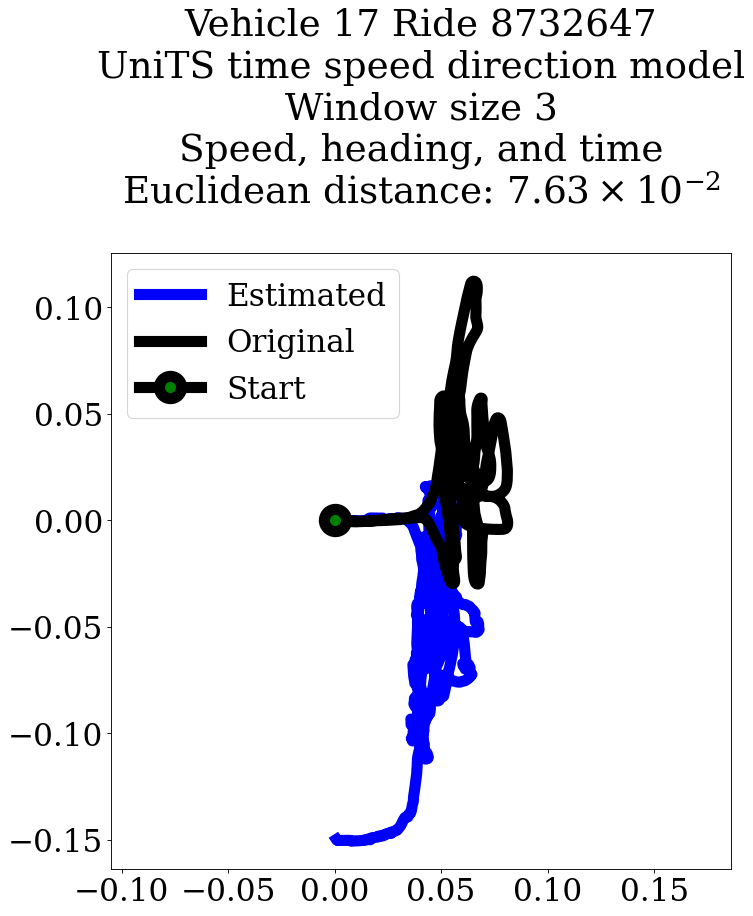 Vehicle 17 Ride 8732647
UniTS time speed direction model
Window size 3
Speed, heading, and time
Euclidean distance: 7.63 × 10⁻²
Estimated
Original
Start
0.10
0.05
0.00
−0.05
−0.10
−0.15
−0.10 −0.05 0.00 0.05 0.10 0.15